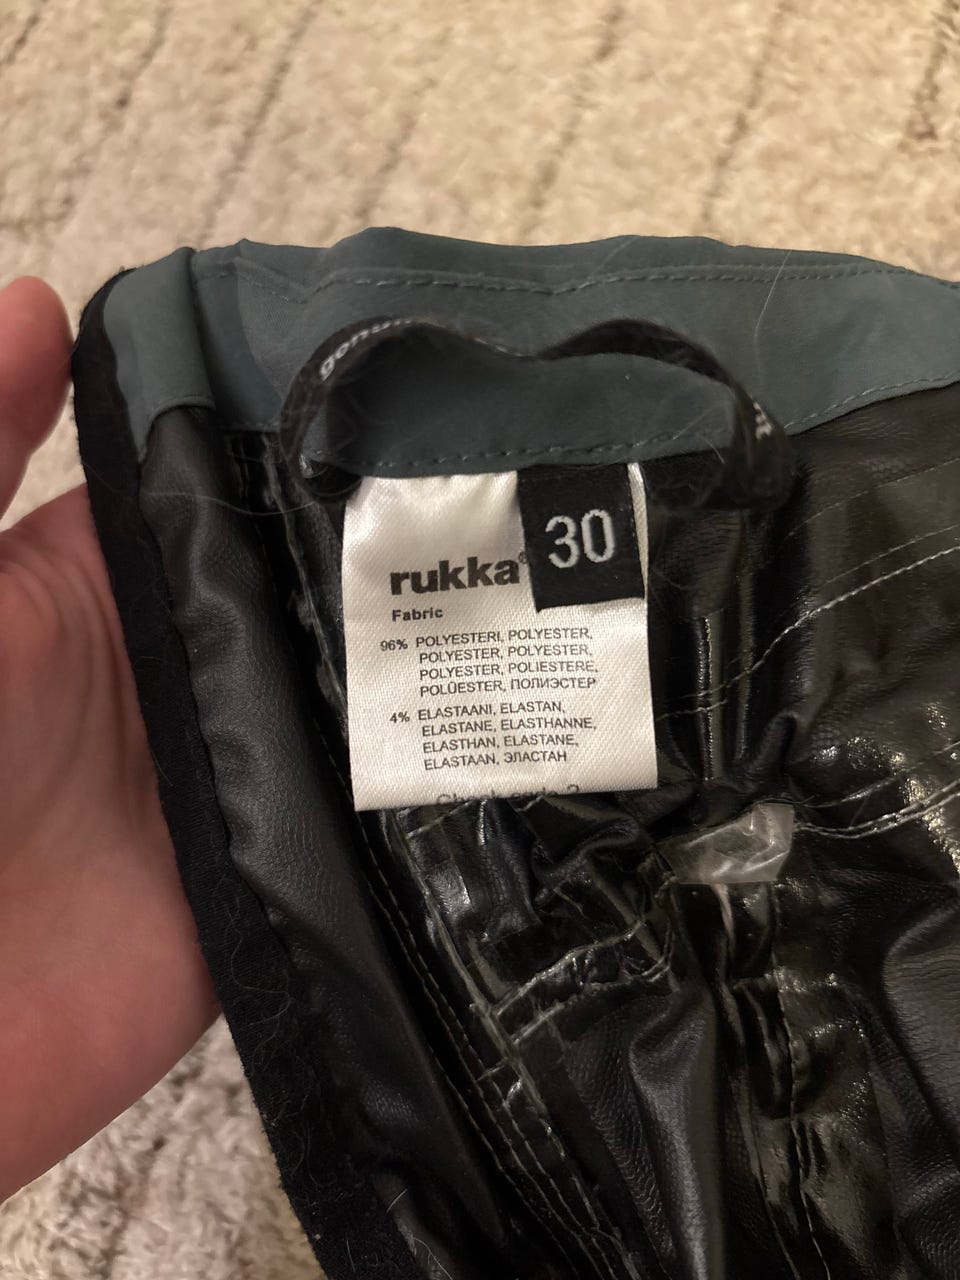 30
rukka®
Fabric
96% POLYESTERI, POLYESTER,
POLYESTER, POLYESTER,
POLYESTER, POLIESTERE,
POLÜESTER, ПОЛИЭСТЕР
4% ELASTAANI, ELASTAN,
ELASTANE, ELASTHANNE,
ELASTHAN, ELASTANE,
ELASTAAN, ЭЛАСТАН